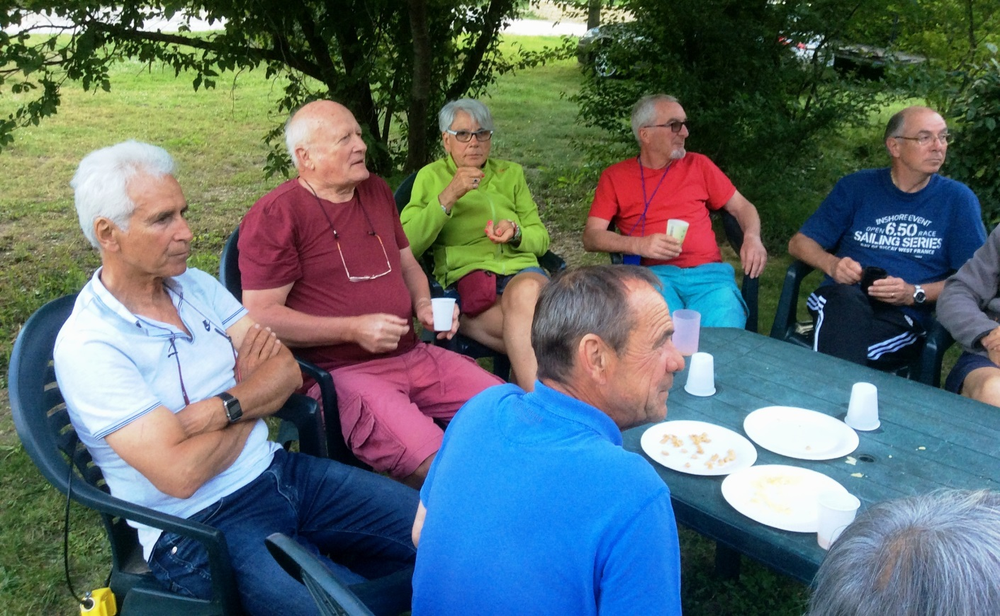 INSHORE EVENT
OPEN 6.50 RACE
SAILING SERIES
BAY OF BISCAY WEST FRANCE